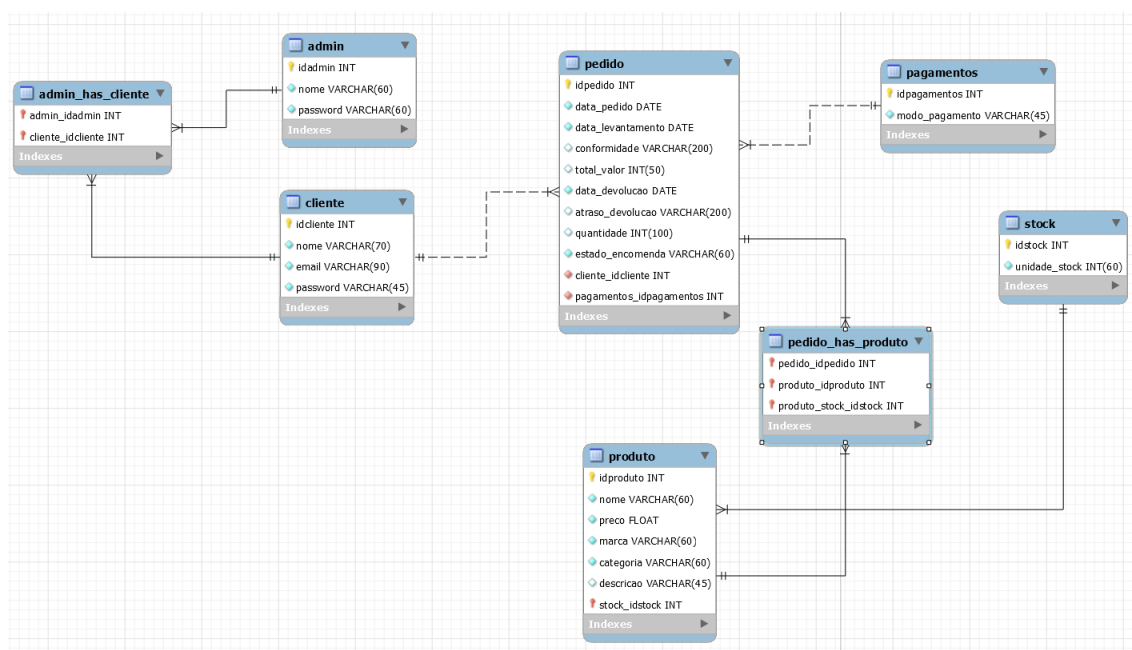 admin
idadmin INT
nome VARCHAR(60)
password VARCHAR(60)
Indexes
admin_has_cliente
admin_idadmin INT
cliente_idcliente INT
Indexes
cliente
idcliente INT
nome VARCHAR(70)
email VARCHAR(90)
password VARCHAR(45)
Indexes
pedido
idpedido INT
data_pedido DATE
data_levantamento DATE
conformidade VARCHAR(200)
total_valor INT(50)
data_devolucao DATE
atraso_devolucao VARCHAR(200)
quantidade INT(100)
estado_encomenda VARCHAR(60)
cliente_idcliente INT
pagamentos_idpagamentos INT
Indexes
pagamentos
idpagamentos INT
modo_pagamento VARCHAR(45)
Indexes
stock
idstock INT
unidade_stock INT(60)
Indexes
pedido_has_produto
pedido_idpedido INT
produto_idproduto INT
produto_stock_idstock INT
Indexes
produto
idproduto INT
nome VARCHAR(60)
preco FLOAT
marca VARCHAR(60)
categoria VARCHAR(60)
descricao VARCHAR(45)
stock_idstock INT
Indexes